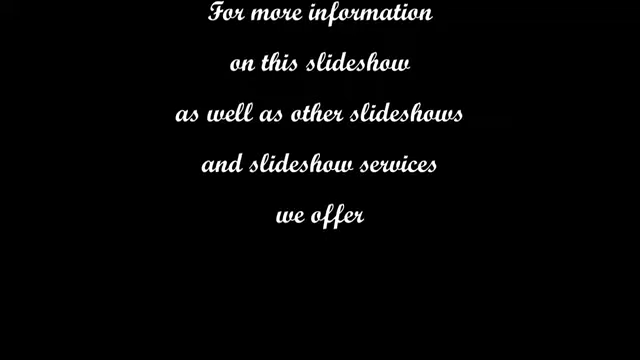 For more information
on this slideshow
as well as other slideshows
and slideshow services
we offer